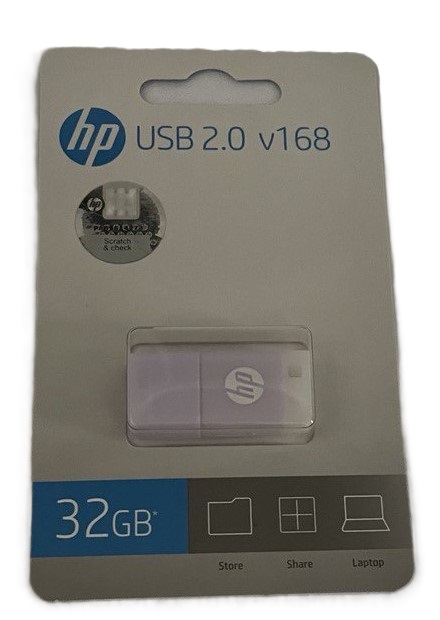 hp
USB 2.0 v168
hp
Scratch
& check
hp
32GB*
Store
Share
Laptop